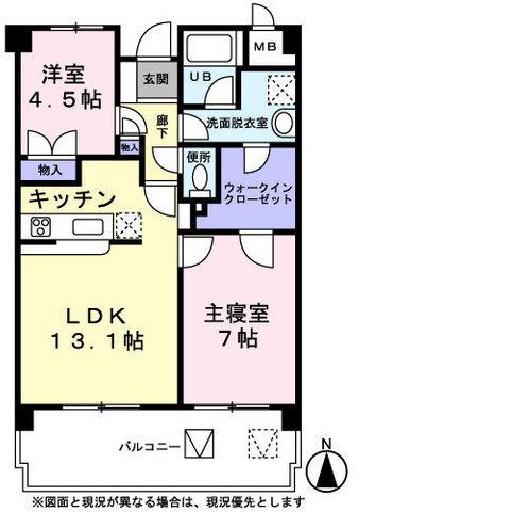 MB
洋室
4.5帖
玄関
UB
廊下
洗面脱衣室
物入
物入
便所
ウォークイン
クローゼット
キッチン
LDK
13.1帖
主寝室
7帖
バルコニー
N
※図面と現況が異なる場合は、現況優先とします